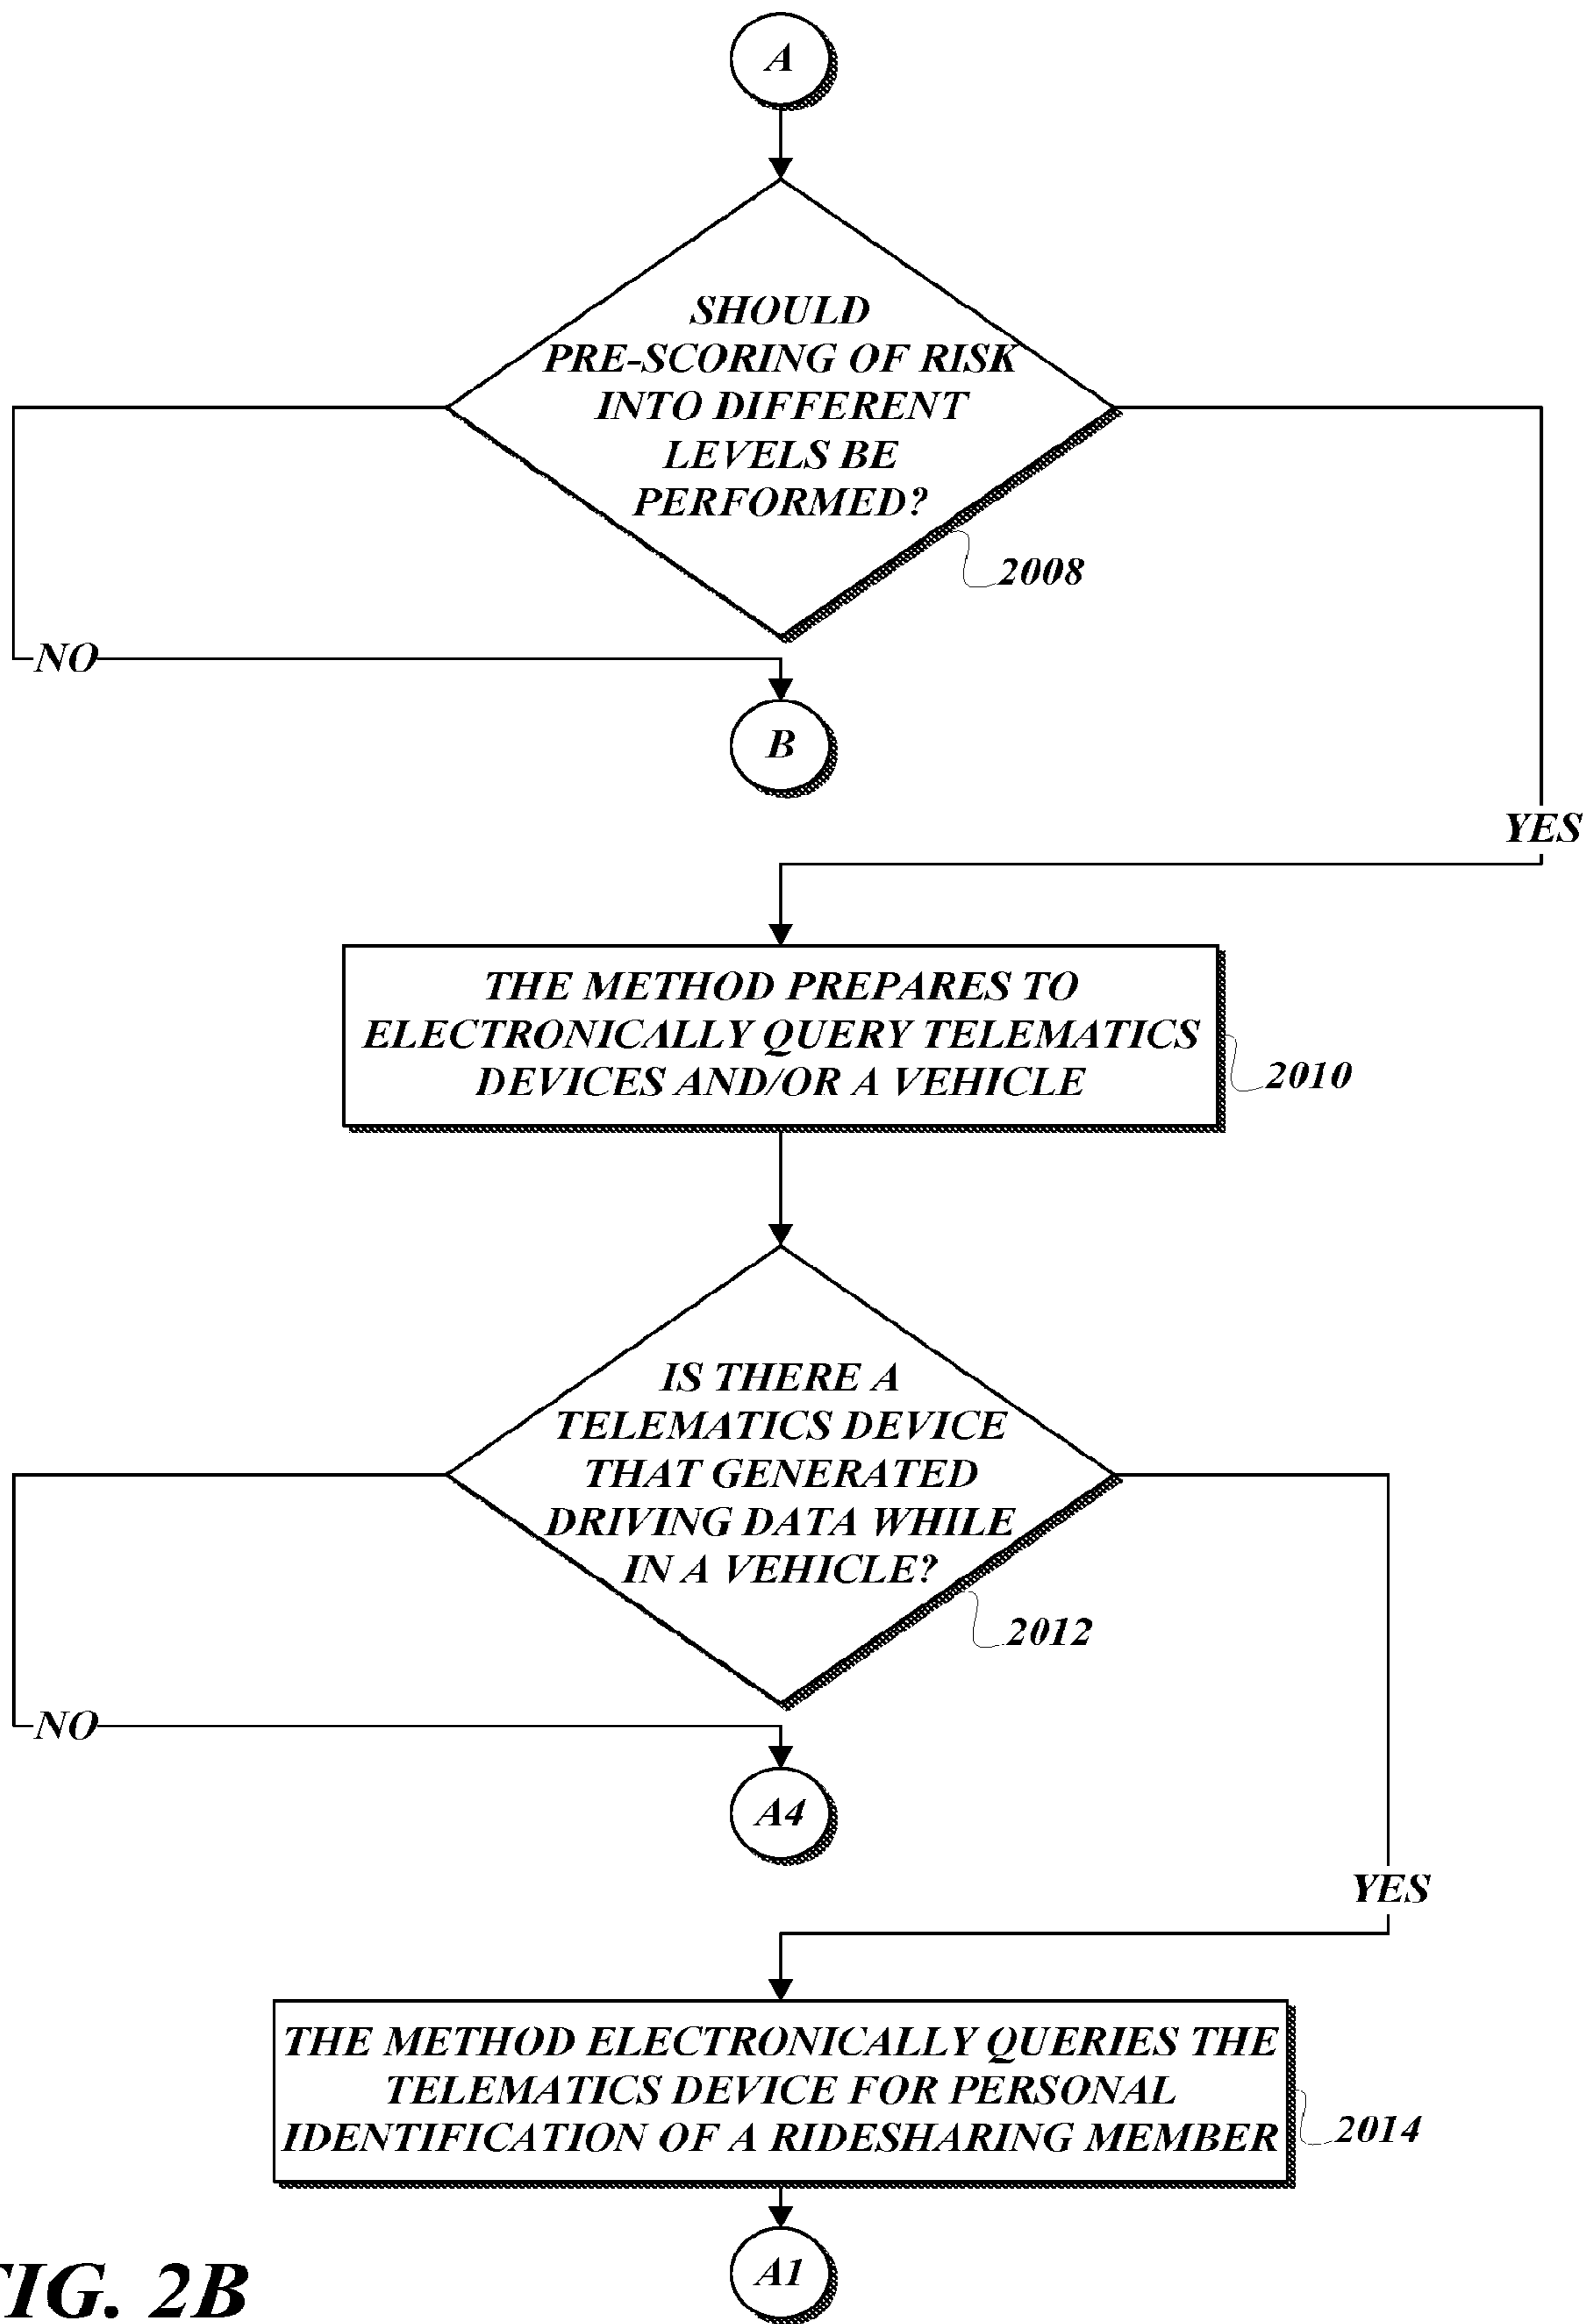 A
SHOULD
PRE-SCORING OF RISK
INTO DIFFERENT
LEVELS BE
PERFORMED?
2008
NO
B
YES
THE METHOD PREPARES TO
ELECTRONICALLY QUERY TELEMATICS
DEVICES AND/OR A VEHICLE
2010
IS THERE A
TELEMATICS DEVICE
THAT GENERATED
DRIVING DATA WHILE
IN A VEHICLE?
2012
NO
A4
YES
THE METHOD ELECTRONICALLY QUERIES THE
TELEMATICS DEVICE FOR PERSONAL
IDENTIFICATION OF A RIDESHARING MEMBER
2014
A1
FIG. 2B